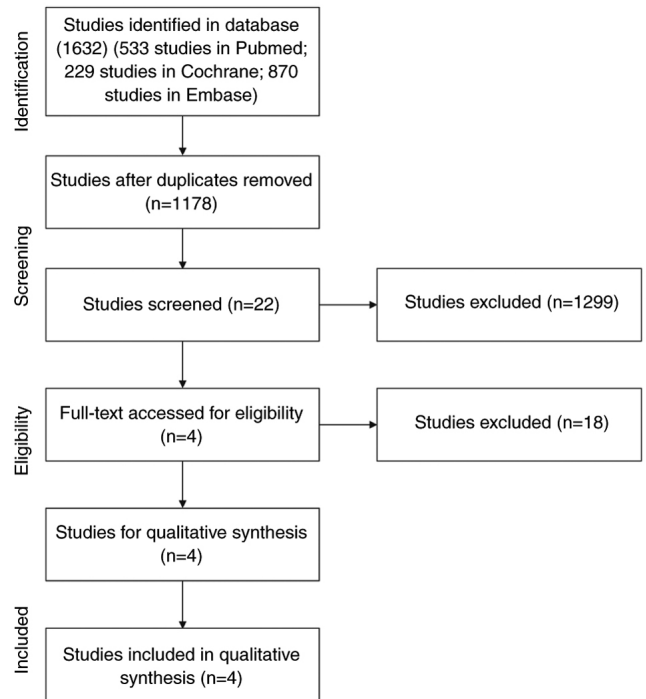 Identification
Studies identified in database
(1632) (533 studies in Pubmed;
229 studies in Cochrane; 870
studies in Embase)
Studies after duplicates removed
(n=1178)
Screening
Studies screened (n=22)
Studies excluded (n=1299)
Eligibility
Full-text accessed for eligibility
(n=4)
Studies excluded (n=18)
Studies for qualitative synthesis
(n=4)
Included
Studies included in qualitative
synthesis (n=4)